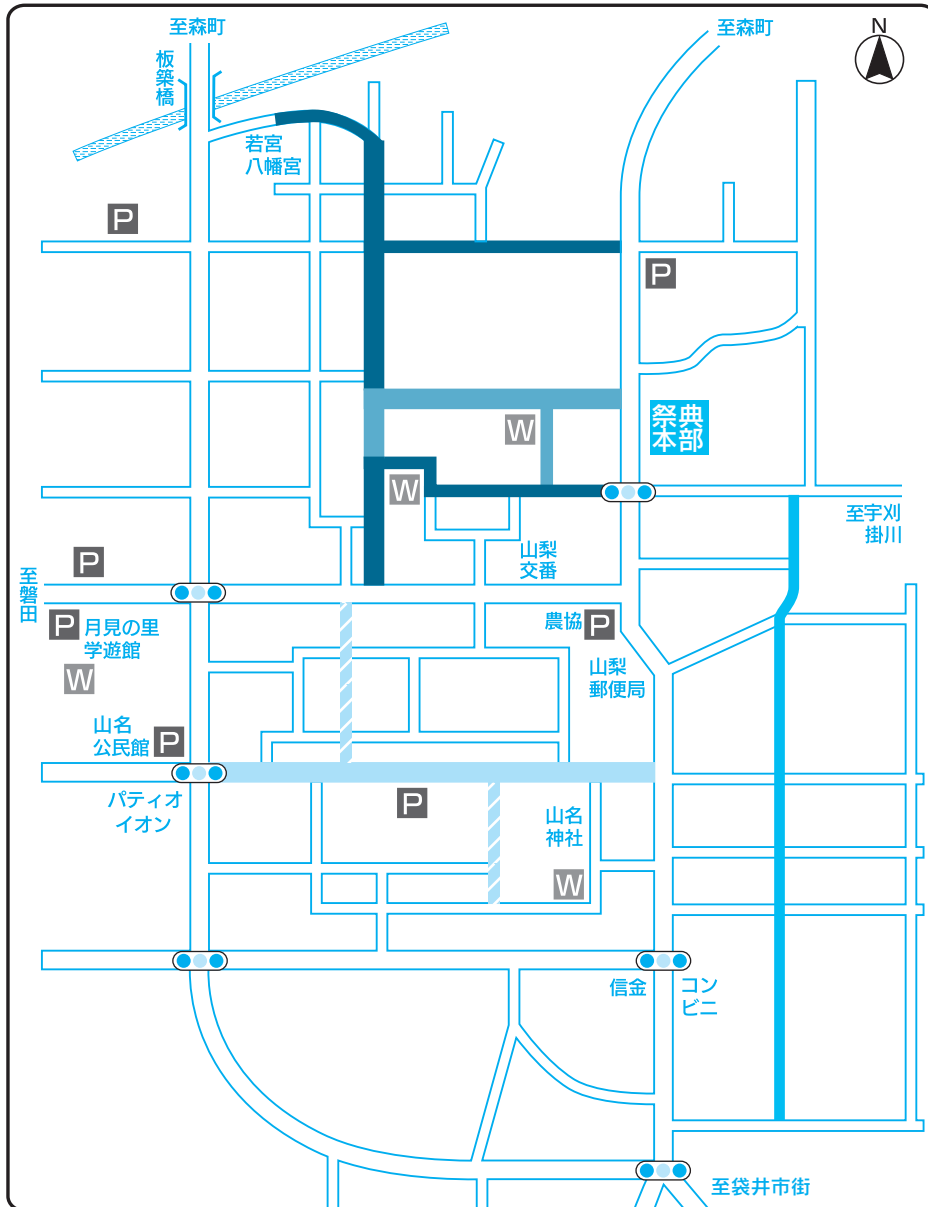 至森町
至森町
N
板築橋
若宮
八幡宮
P
P
祭典
本部
W
W
至宇刈
掛川
山梨
交番
P
至磐田
農協
P
P
月見の里
学遊館
W
山梨
郵便局
山名
公民館
P
パティオ
イオン
P
山名
神社
W
信金
コン
ビニ
至袋井市街